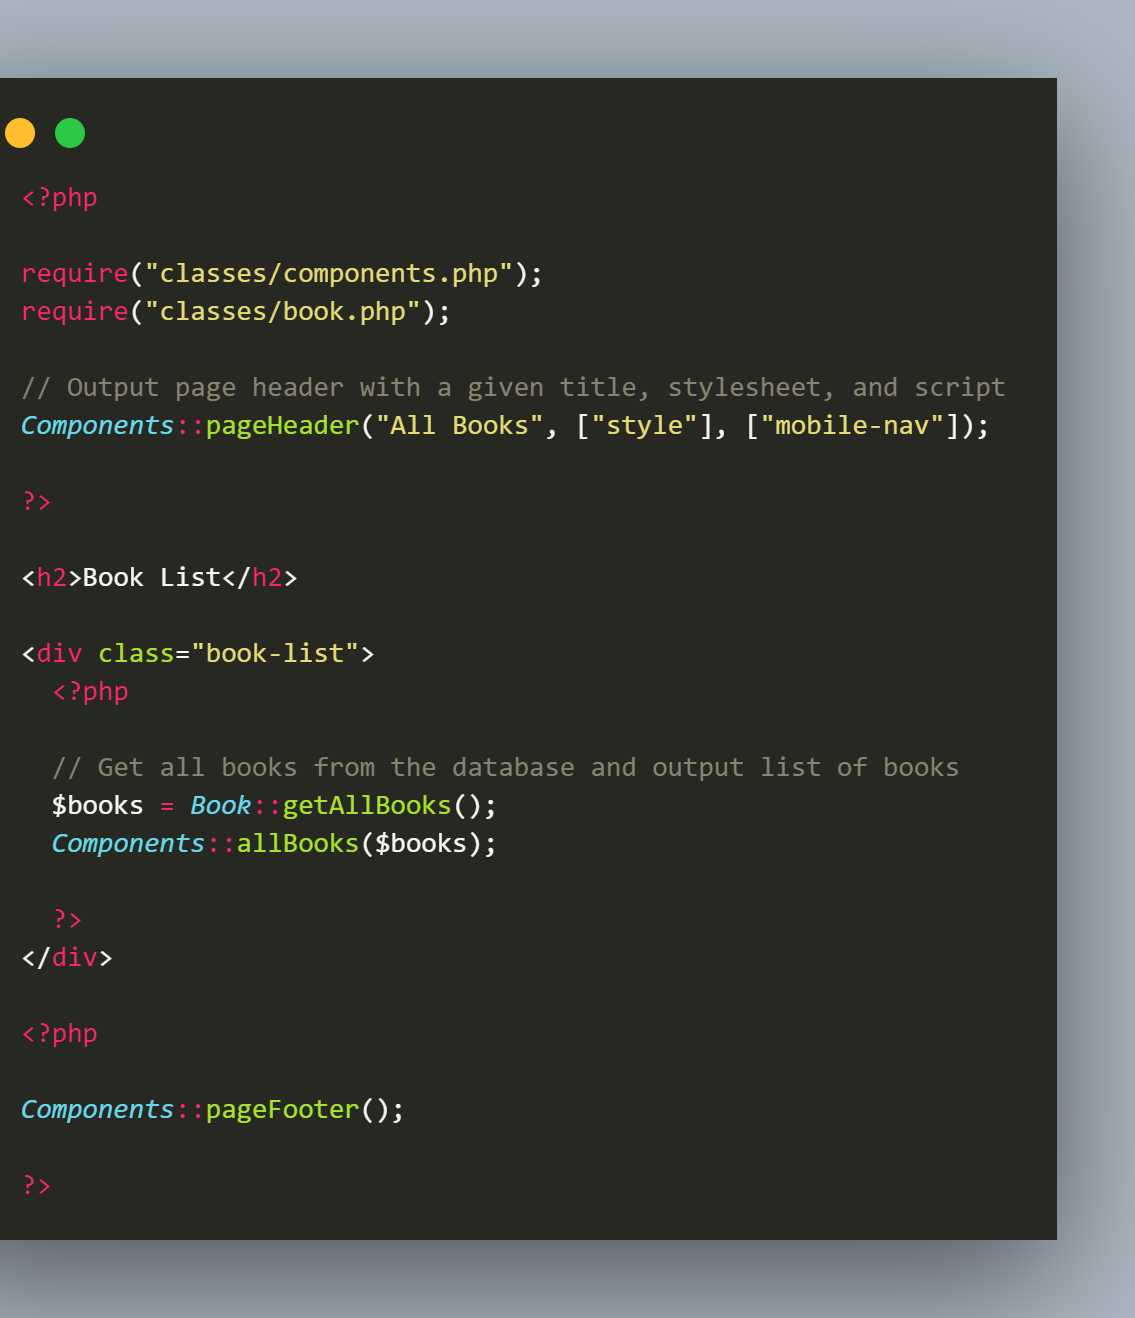 <?php
require("classes/components.php");
require("classes/book.php");
// Output page header with a given title, stylesheet, and script
Components::pageHeader("All Books", ["style"], ["mobile-nav"]);
?>
<h2>Book List</h2>
<div class="book-list">
  <?php
  // Get all books from the database and output list of books
  $books = Book::getAllBooks();
  Components::allBooks($books);
  ?>
</div>
<?php
Components::pageFooter();
?>